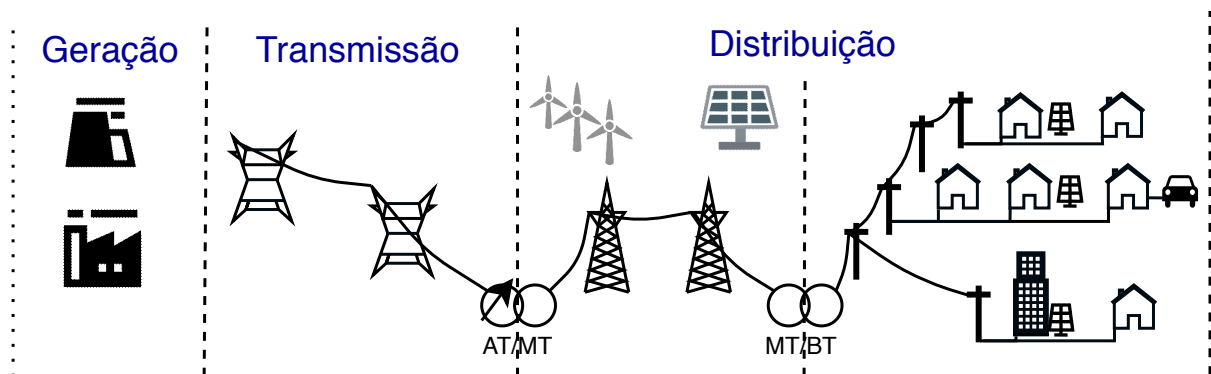 Geração
Transmissão
Distribuição
AT/MT
MT/BT